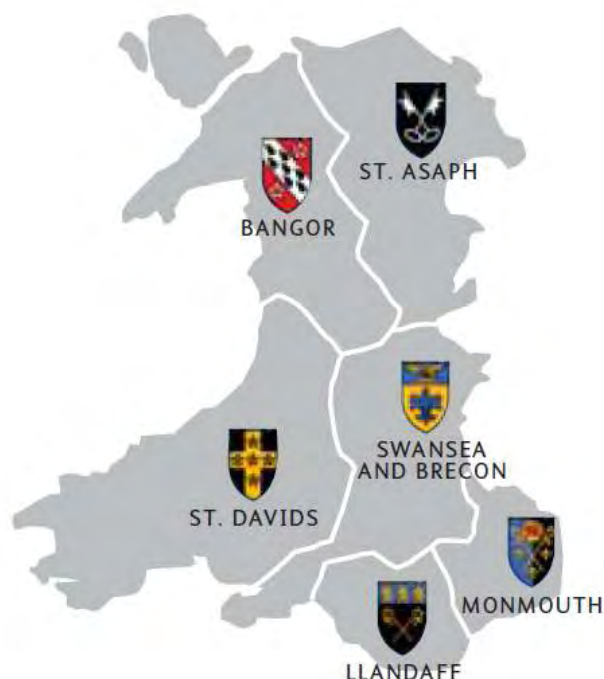 ST. ASAPH
BANGOR
SWANSEA
AND BRECON
ST. DAVIDS
MONMOUTH
LLANDAFF